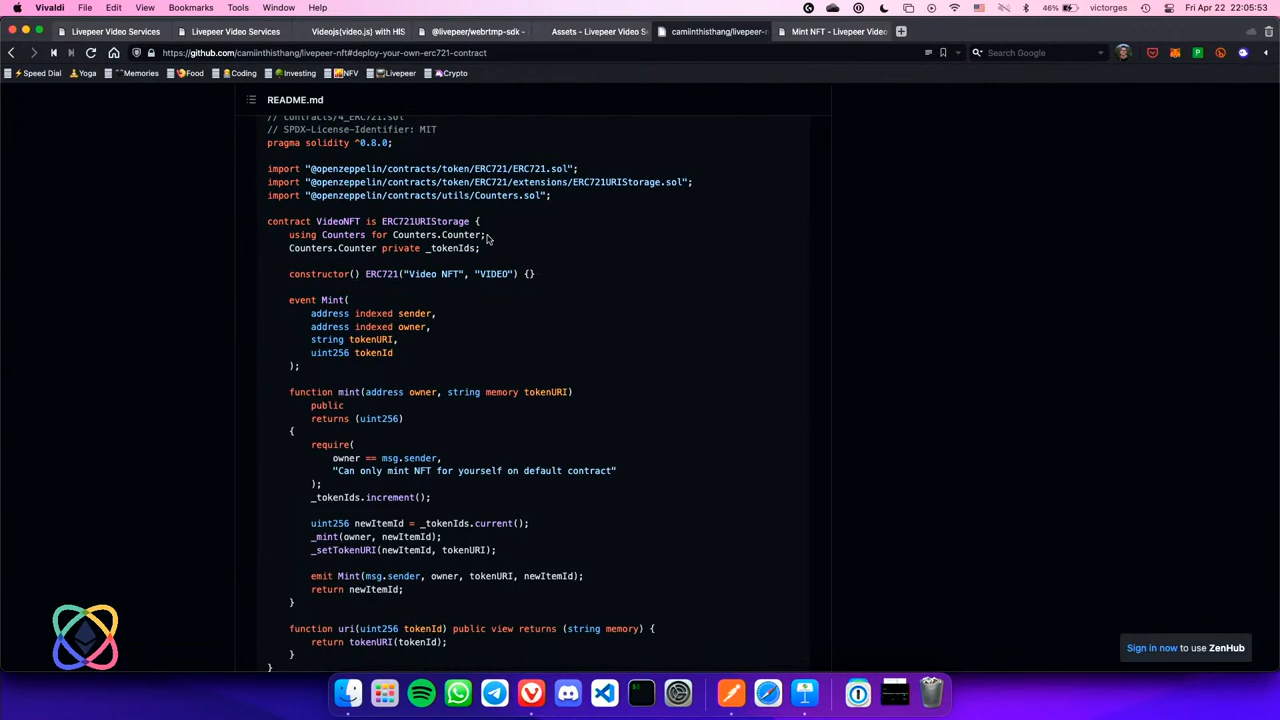 Vivaldi File Edit View Bookmarks Tools Window Help
46% victorges Fri Apr 22 22:05:53
Livepeer Video Services
Livepeer Video Services
Videojs(video.js) with HlS
@livepeer/webrtmp-sdk -
Assets - Livepeer Video S
camiinthisthang/livepeer-n
Mint NFT - Livepeer Video
https://github.com/camiinthisthang/livepeer-nft#deploy-your-own-erc721-contract
Search Google
Speed Dial Yoga Memories Food Coding Investing NFV Livepeer Crypto
README.md
// contracts/4_ERC721.sol
// SPDX-License-Identifier: MIT
pragma solidity ^0.8.0;
import "@openzeppelin/contracts/token/ERC721/ERC721.sol";
import "@openzeppelin/contracts/token/ERC721/extensions/ERC721URIStorage.sol";
import "@openzeppelin/contracts/utils/Counters.sol";
contract VideoNFT is ERC721URIStorage {
using Counters for Counters.Counter;
Counters.Counter private _tokenIds;
constructor() ERC721("Video NFT", "VIDEO") {}
event Mint(
address indexed sender,
address indexed owner,
string tokenURI,
uint256 tokenId
);
function mint(address owner, string memory tokenURI)
public
returns (uint256)
{
require(
owner == msg.sender,
"Can only mint NFT for yourself on default contract"
);
_tokenIds.increment();
uint256 newItemId = _tokenIds.current();
_mint(owner, newItemId);
_setTokenURI(newItemId, tokenURI);
emit Mint(msg.sender, owner, tokenURI, newItemId);
return newItemId;
}
function uri(uint256 tokenId) public view returns (string memory) {
return tokenURI(tokenId);
}
}
Sign in now to use ZenHub